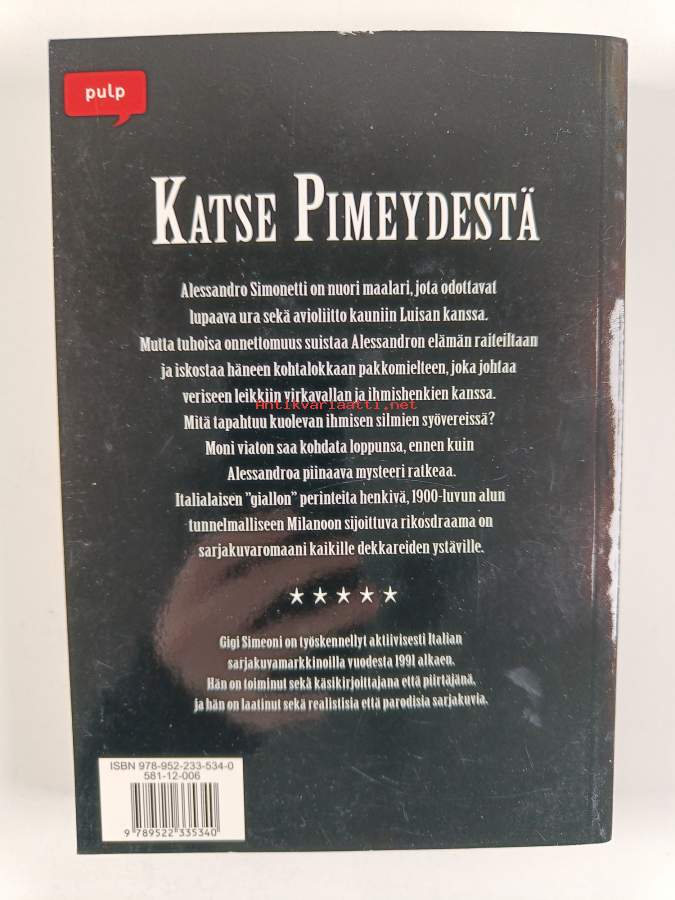 pulp
KATSE PIMEYDESTÄ
Alessandro Simonetti on nuori maalari, jota odottavat
lupaava ura sekä avioliitto kauniin Luisan kanssa.
Mutta tuhoisa onnettomuus suistaa Alessandron elämän raiteiltaan
ja iskostaa häneen kohtalokkaan pakkomielteen, joka johtaa
veriseen leikkiin virkavallan ja ihmishenkien kanssa.
Antikvariaatti.net
Mitä tapahtuu kuolevan ihmisen silmien syövereissä?
Moni viaton saa kohdata loppunsa, ennen kuin
Alessandroa piinaava mysteeri ratkeaa.
Italialaisen "giallon" perinteitä henkivä, 1900-luvun alun
tunnelmalliseen Milanoon sijoittuva rikosdraama on
sarjakuvaromaani kaikille dekkareiden ystäville.
Gigi Simeoni on työskennellyt aktiivisesti Italian
sarjakuvamarkkinoilla vuodesta 1991 alkaen.
Hän on toiminut sekä käsikirjoittajana että piirtäjänä,
ja hän on laatinut sekä realistisia että parodisia sarjakuvia.
ISBN 978-952-233-534-0
581-12-006
9 789522 335340